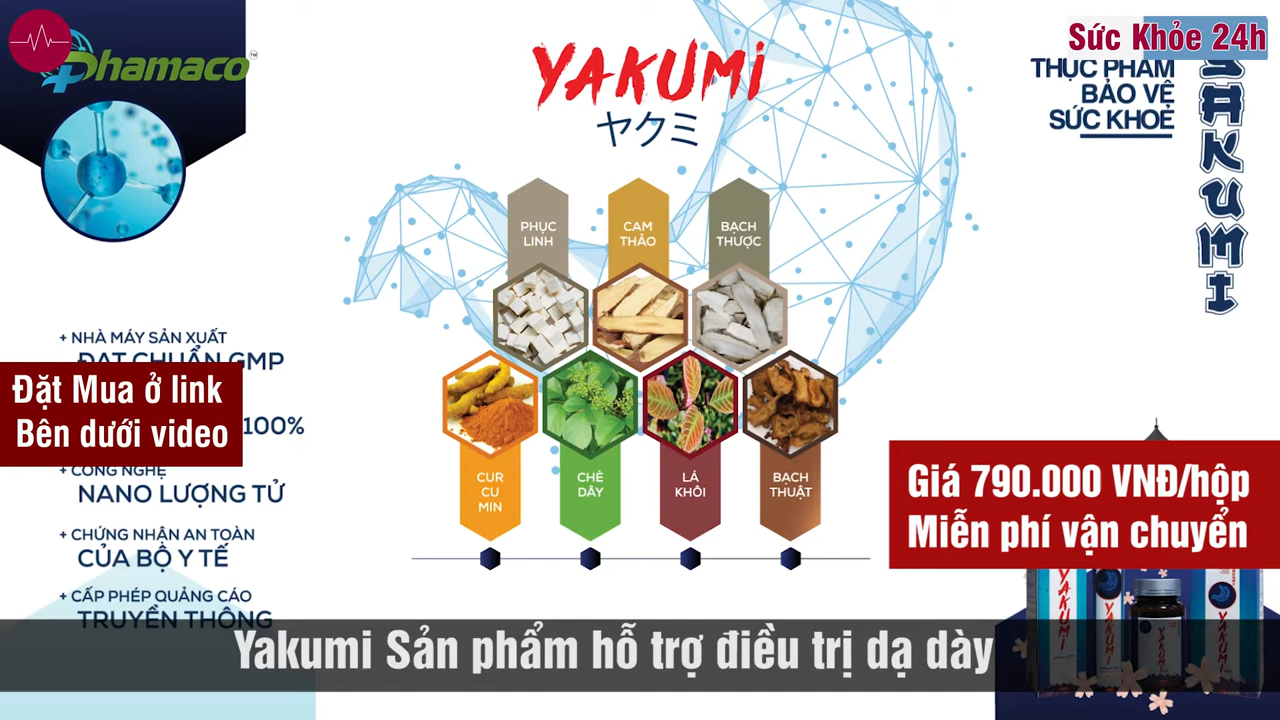 Phamaco
YAKUMi
ヤクミ
Sức Khỏe 24h
THỰC PHẨM
BẢO VỆ
SỨC KHOẺ
SAKUMI
PHỤC
LINH
CAM
THẢO
BẠCH
THƯỢC
+ NHÀ MÁY SẢN XUẤT
ĐẠT CHUẨN GMP
Đặt Mua ở link
Bên dưới video
100%
+ CÔNG NGHỆ
NANO LƯỢNG TỬ
+ CHỨNG NHẬN AN TOÀN
CỦA BỘ Y TẾ
+ CẤP PHÉP QUẢNG CÁO
TRUYỀN THÔNG
CUR
CU
MIN
CHÈ
DÂY
LÁ
KHÔI
BẠCH
THUẬT
Giá 790.000 VNĐ/hộp
Miễn phí vận chuyển
YAKUMI
YAKUMI
YAKUMI
Yakumi Sản phẩm hỗ trợ điều trị dạ dày